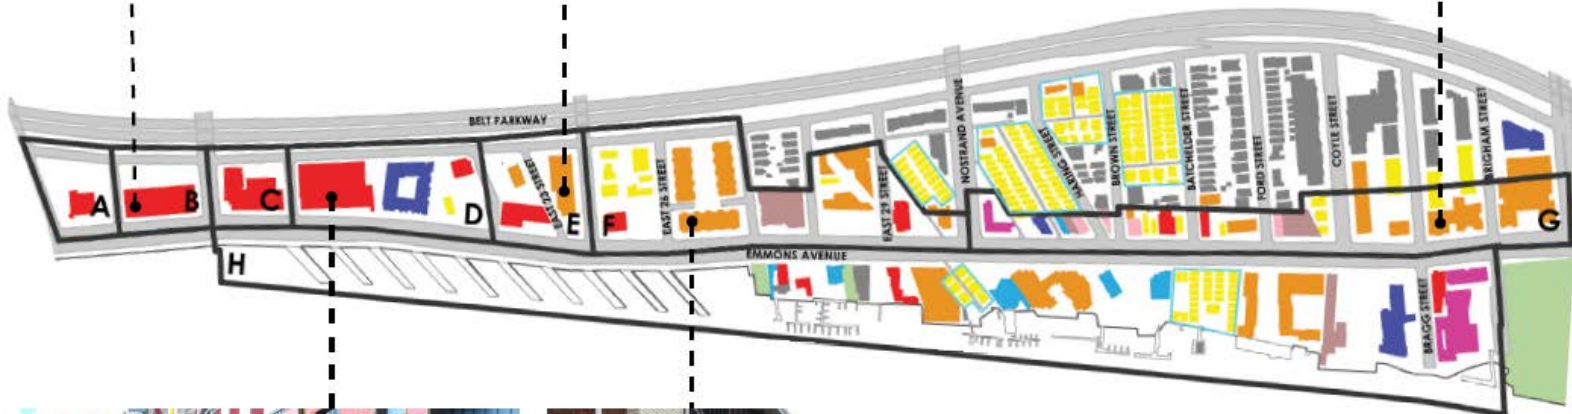 BELT PARKWAY
A
B
C
D
EAST 23 STREET
E
F
EAST 26 STREET
EAST 29 STREET
NOSTRAND AVENUE
HARING STREET
BROWN STREET
BATCHELDER STREET
FORD STREET
COYLE STREET
BRIGHAM STREET
G
H
EMMONS AVENUE
BRAGG STREET